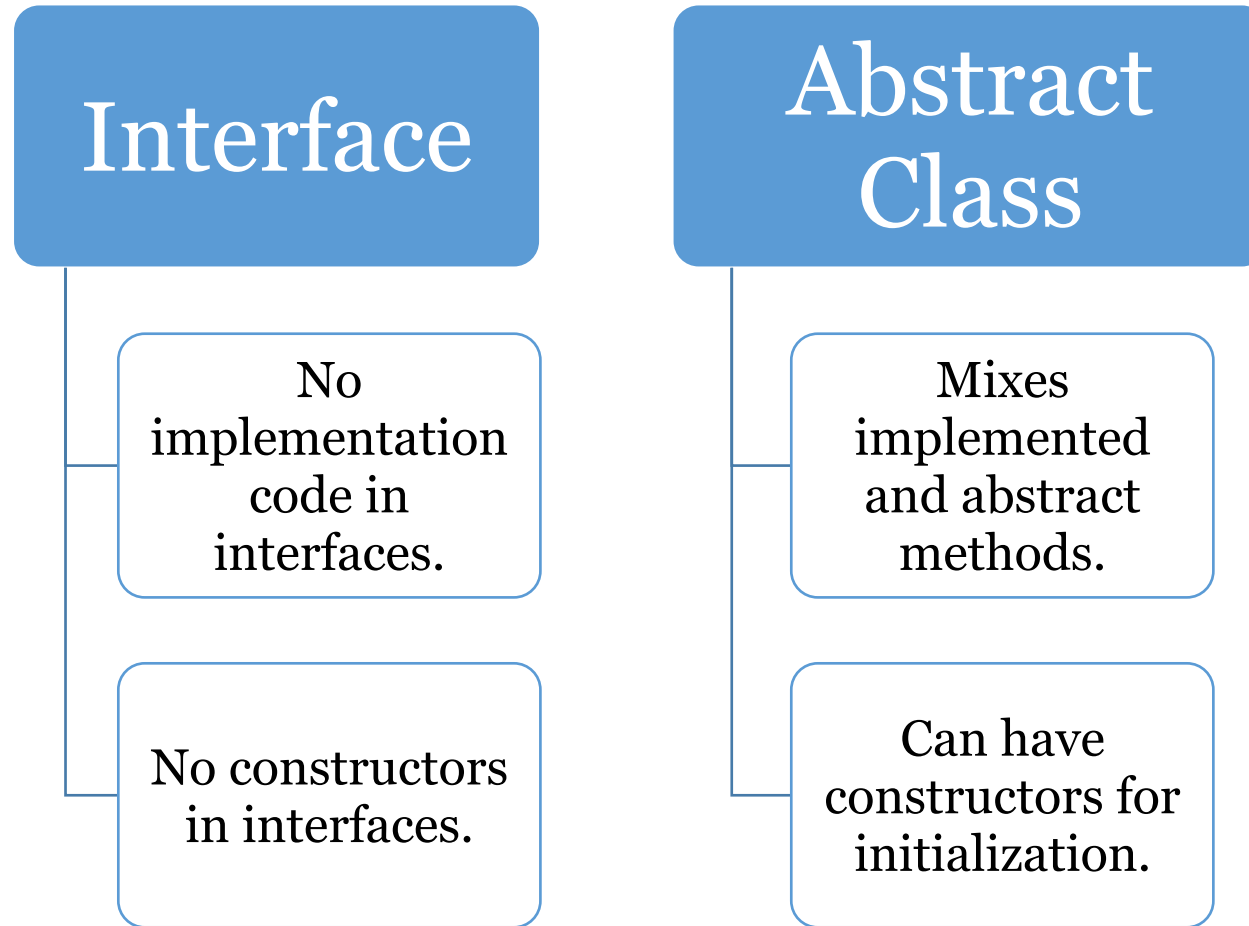 Interface
No
implementation
code in
interfaces.
No constructors
in interfaces.
Abstract
Class
Mixes
implemented
and abstract
methods.
Can have
constructors for
initialization.